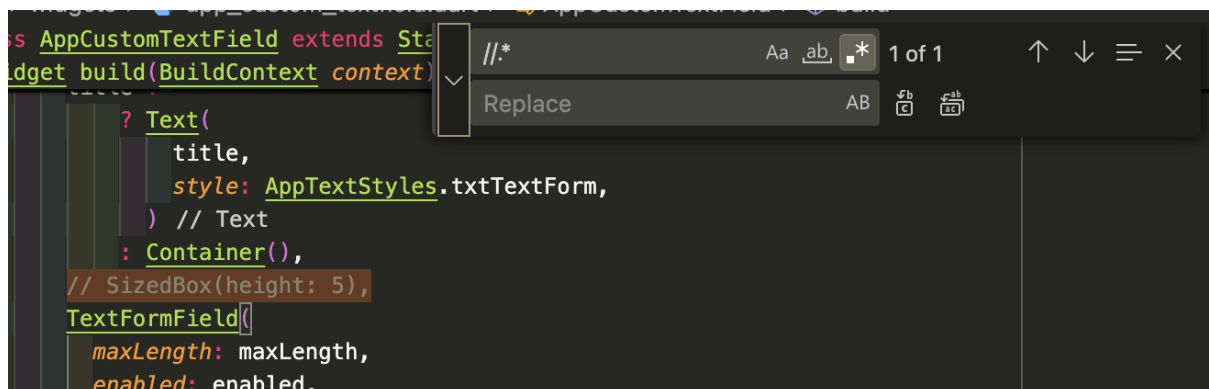 ss AppCustomTextField extends Sta
idget build(BuildContext context)
//.*
Aa ab .* 1 of 1
Replace
AB
? Text(
title,
style: AppTextStyles.txtTextForm,
) // Text
: Container(),
// SizedBox(height: 5),
TextFormField(
maxLength: maxLength,
enabled: enabled,